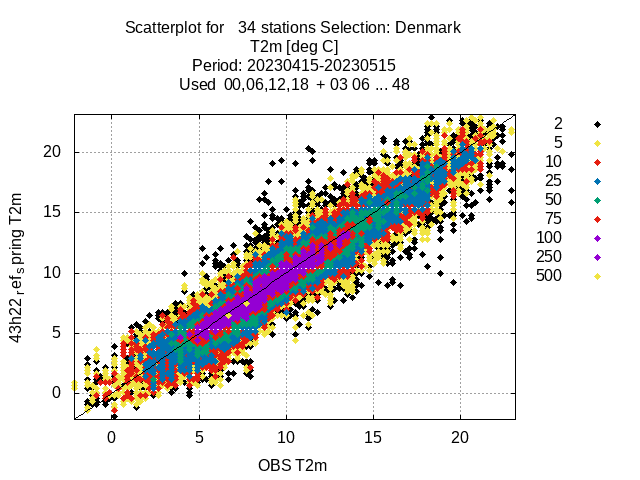 Scatterplot for 34 stations Selection: Denmark
T2m [deg C]
Period: 20230415-20230515
Used 00,06,12,18 + 03 06 ... 48
2
5
10
25
50
75
100
250
500
20
15
10
5
0
43h22_ref_spring T2m
0 5 10 15 20
OBS T2m